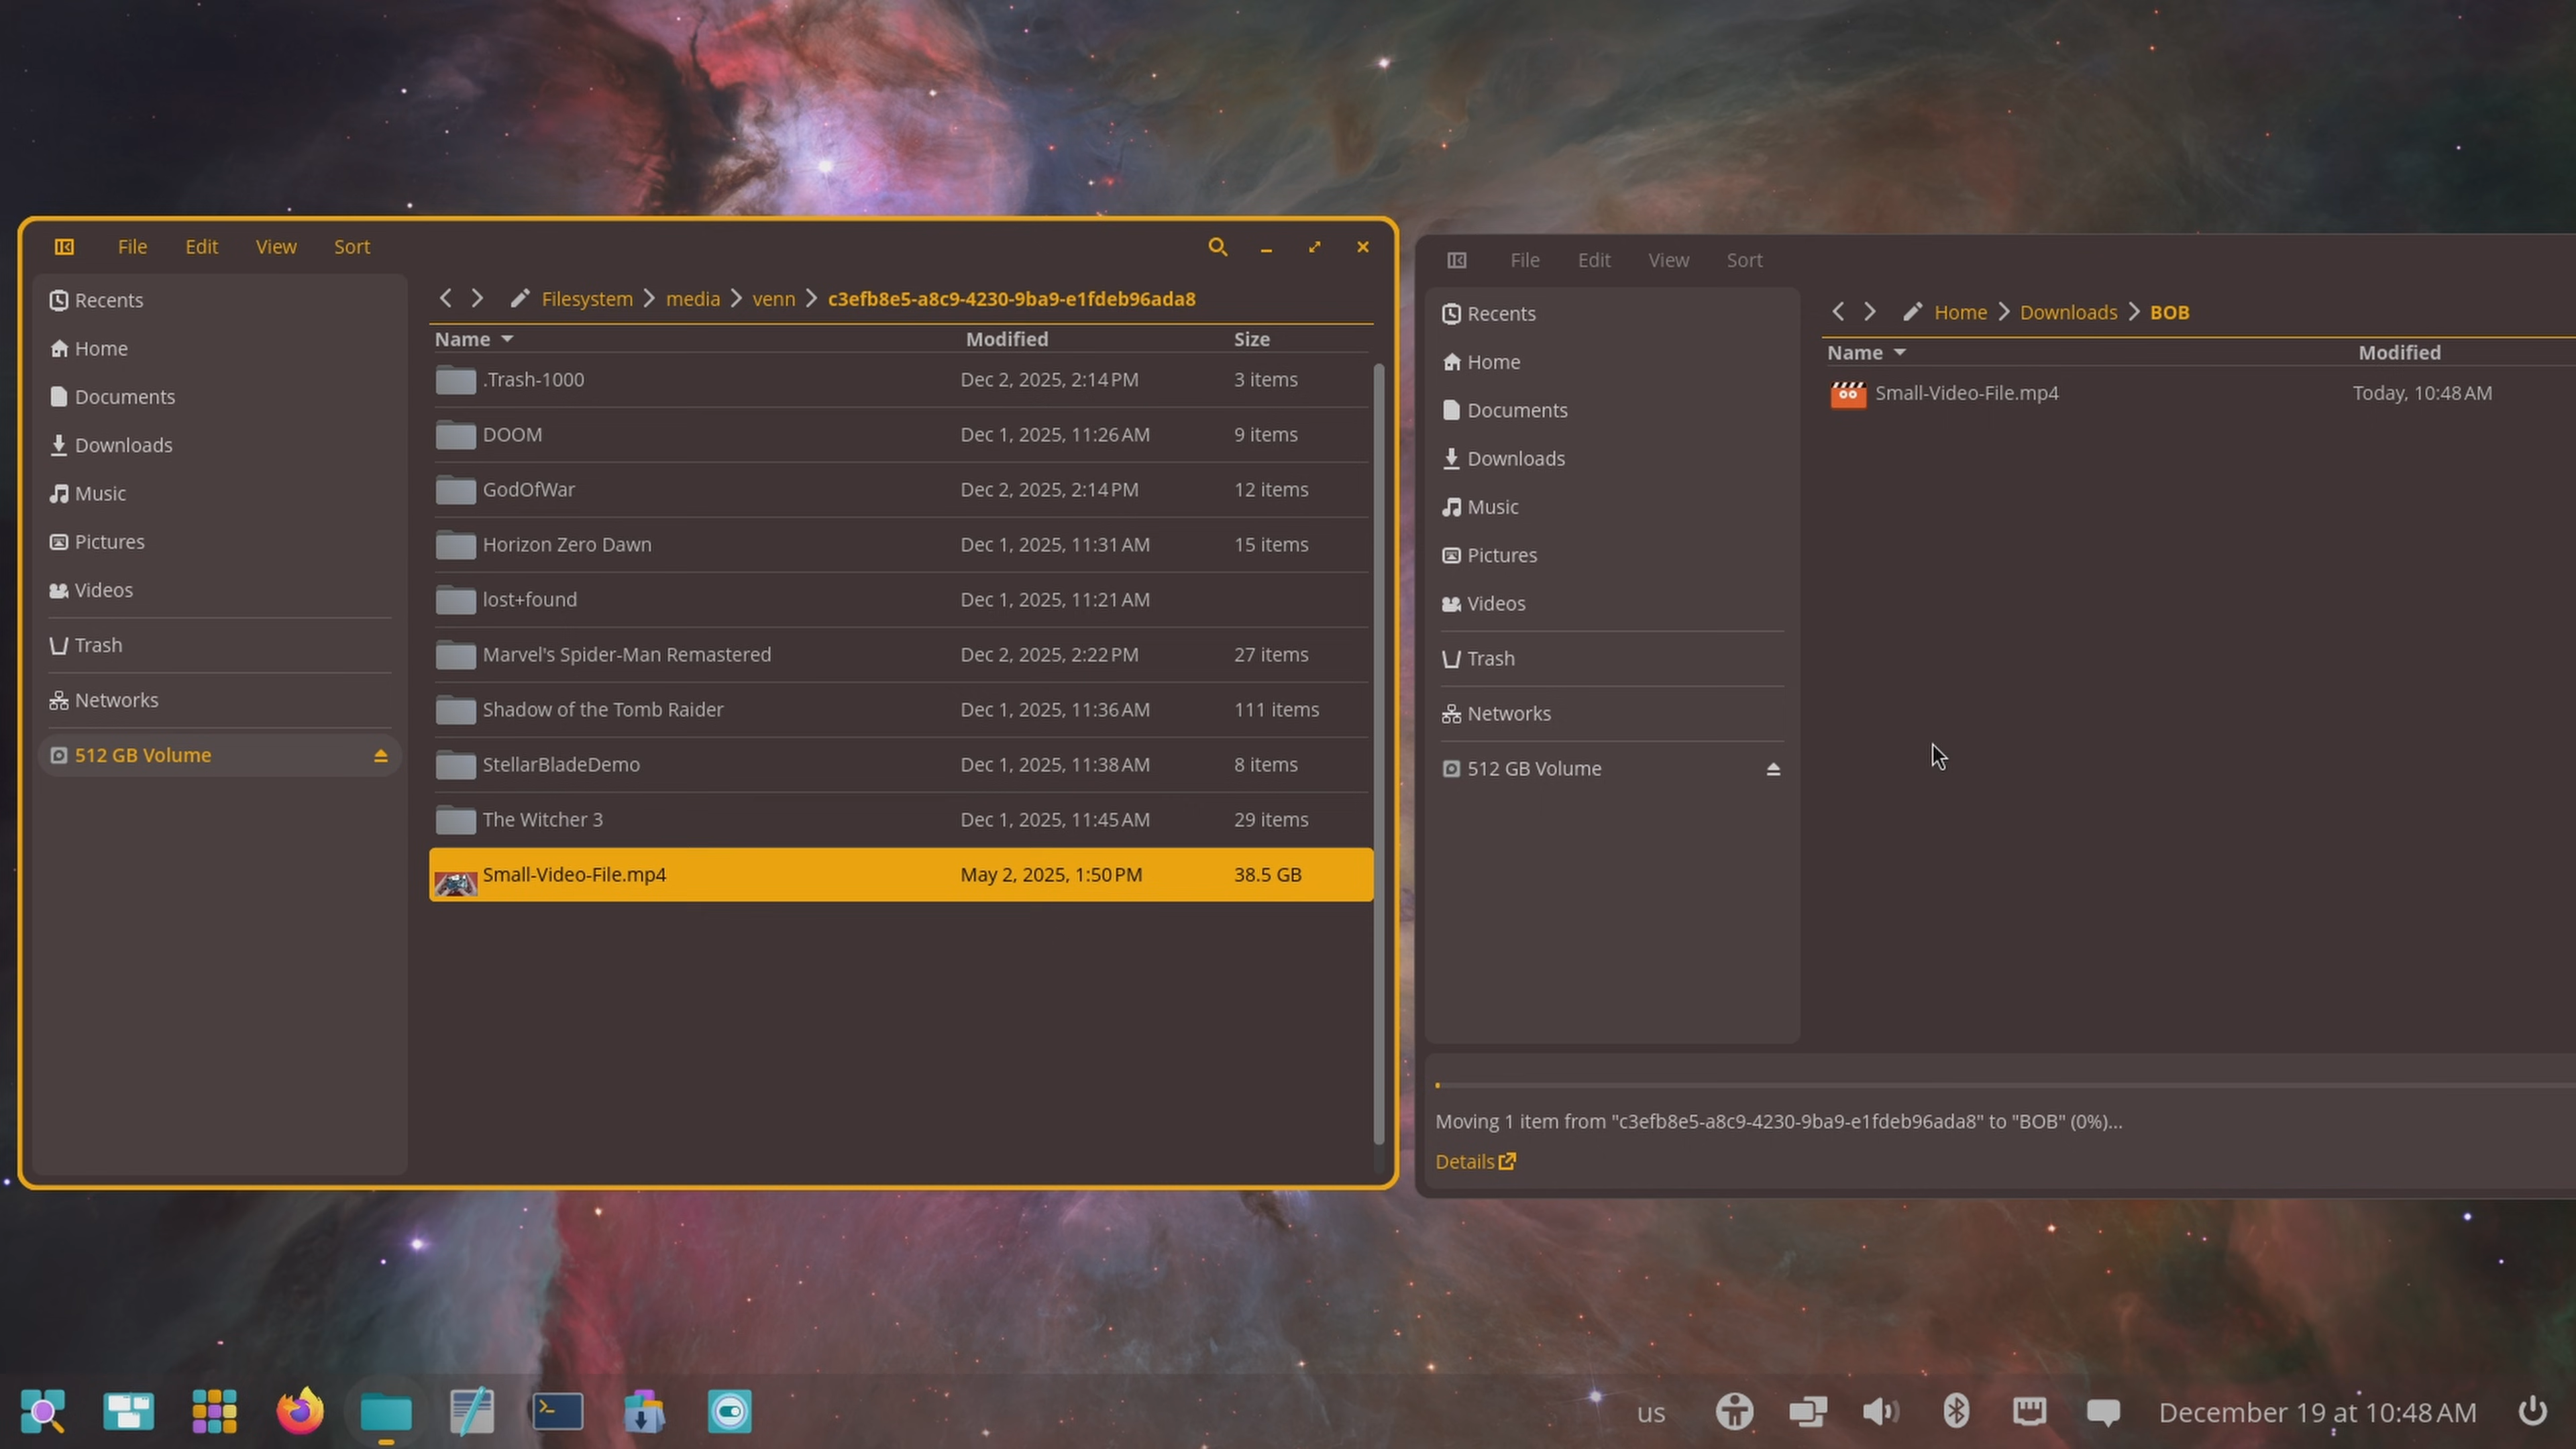 File Edit View Sort
Recents
Home
Documents
Downloads
Music
Pictures
Videos
Trash
Networks
512 GB Volume
Filesystem media venn c3efb8e5-a8c9-4230-9ba9-e1fdeb96ada8
Name Modified Size
.Trash-1000 Dec 2, 2025, 2:14 PM 3 items
DOOM Dec 1, 2025, 11:26 AM 9 items
GodOfWar Dec 2, 2025, 2:14 PM 12 items
Horizon Zero Dawn Dec 1, 2025, 11:31 AM 15 items
lost+found Dec 1, 2025, 11:21 AM
Marvel's Spider-Man Remastered Dec 2, 2025, 2:22 PM 27 items
Shadow of the Tomb Raider Dec 1, 2025, 11:36 AM 111 items
StellarBladeDemo Dec 1, 2025, 11:38 AM 8 items
The Witcher 3 Dec 1, 2025, 11:45 AM 29 items
Small-Video-File.mp4 May 2, 2025, 1:50 PM 38.5 GB
File Edit View Sort
Recents
Home
Documents
Downloads
Music
Pictures
Videos
Trash
Networks
512 GB Volume
Home Downloads BOB
Name Modified
Small-Video-File.mp4 Today, 10:48 AM
Moving 1 item from "c3efb8e5-a8c9-4230-9ba9-e1fdeb96ada8" to "BOB" (0%)...
Details
us December 19 at 10:48 AM